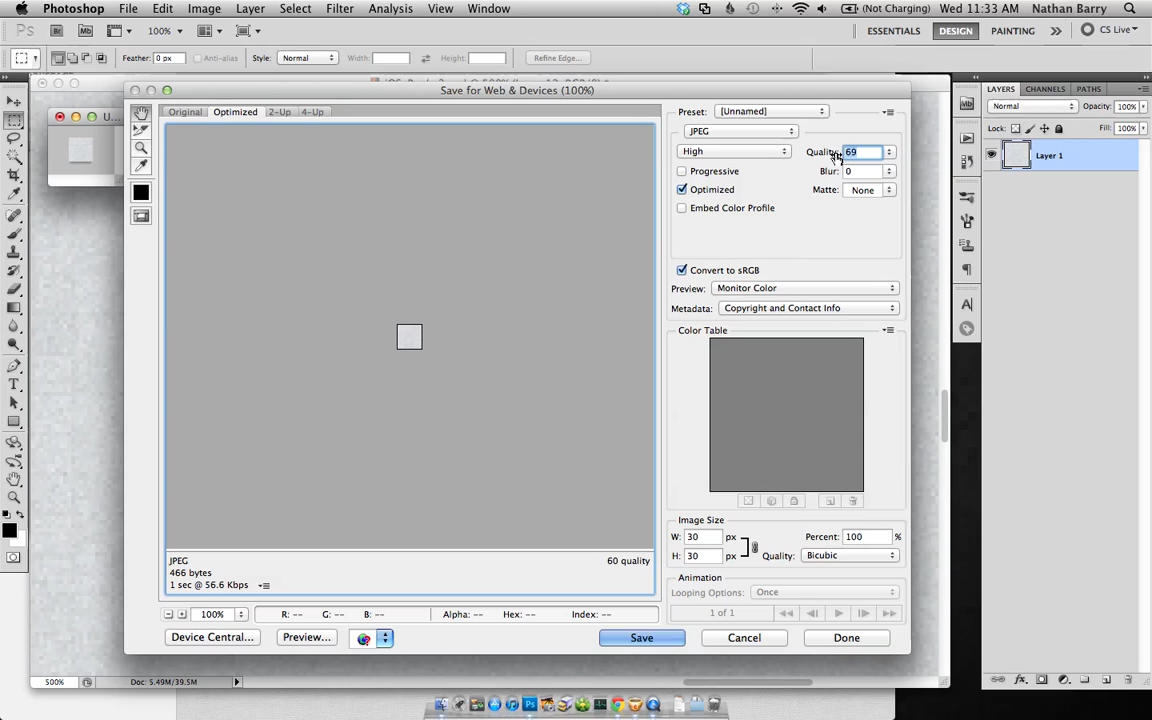 Photoshop File Edit Image Layer Select Filter Analysis View Window (Not Charging) Wed 11:33 AM Nathan Barry
Ps Br Mb 100% ESSENTIALS DESIGN PAINTING CS Live
Feather: 0 px Anti-alias Style: Normal Width: Height: Refine Edge...
Save for Web & Devices (100%)
LAYERS CHANNELS PATHS
Normal Opacity: 100%
Lock: Fill: 100%
Layer 1
U...
Original Optimized 2-Up 4-Up
Preset: [Unnamed]
JPEG
High Quality: 69
Progressive Blur: 0
Optimized Matte: None
Embed Color Profile
Convert to sRGB
Preview: Monitor Color
Metadata: Copyright and Contact Info
Color Table
Image Size
W: 30 px Percent: 100 %
H: 30 px Quality: Bicubic
Animation
Looping Options: Once
1 of 1
JPEG 60 quality
466 bytes
1 sec @ 56.6 Kbps
100% R: -- G: -- B: -- Alpha: -- Hex: -- Index: --
Device Central... Preview... Save Cancel Done
500% Doc: 5.49M/39.5M